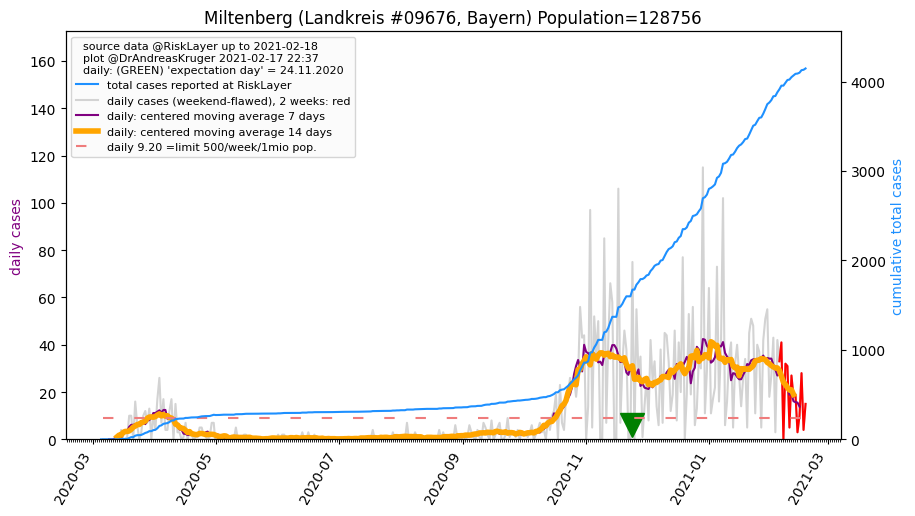 Miltenberg (Landkreis #09676, Bayern) Population=128756
source data @RiskLayer up to 2021-02-18
plot @DrAndreasKruger 2021-02-17 22:37
daily: (GREEN) 'expectation day' = 24.11.2020
total cases reported at RiskLayer
daily cases (weekend-flawed), 2 weeks: red
daily: centered moving average 7 days
daily: centered moving average 14 days
daily 9.20 =limit 500/week/1mio pop.
daily cases
160
140
120
100
80
60
40
20
0
cumulative total cases
4000
3000
2000
1000
0
2020-03
2020-05
2020-07
2020-09
2020-11
2021-01
2021-03